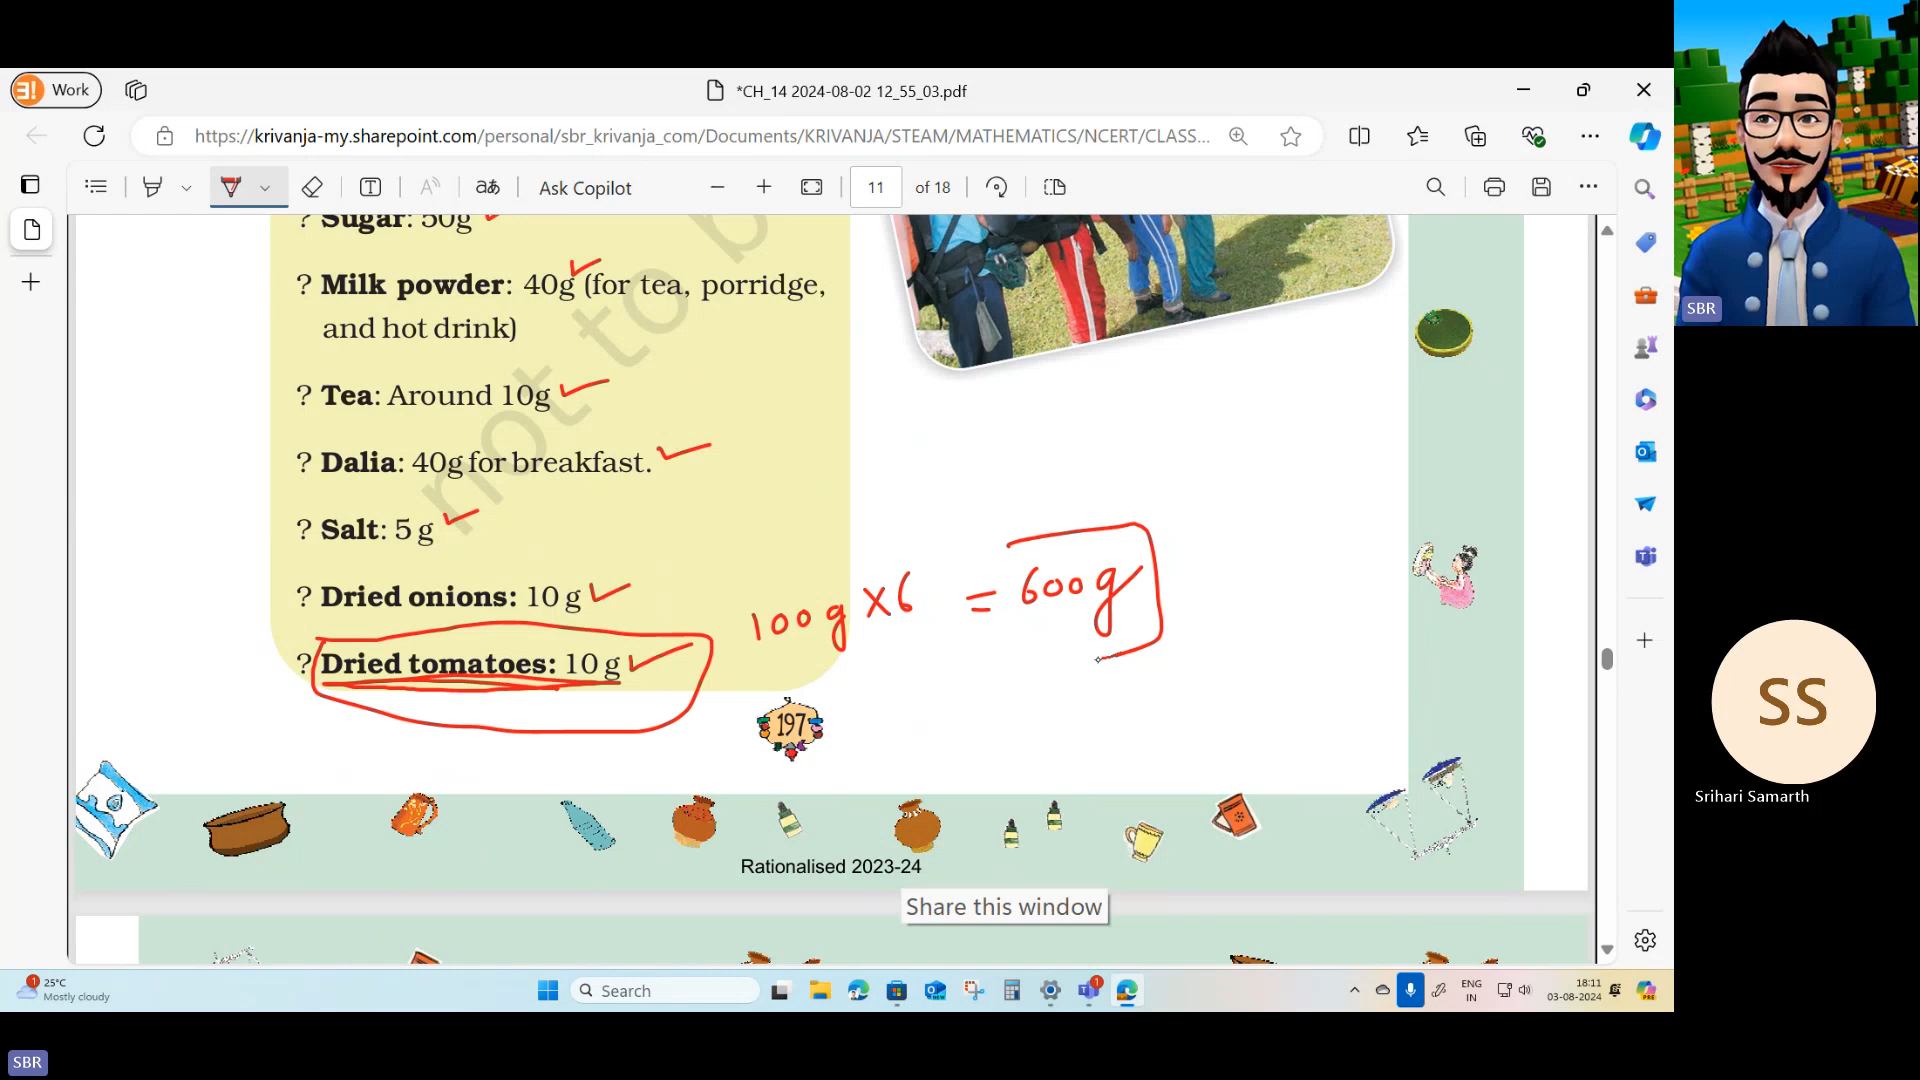 Work
*CH_14 2024-08-02 12_55_03.pdf
https://krivanja-my.sharepoint.com/personal/sbr_krivanja_com/Documents/KRIVANJA/STEAM/MATHEMATICS/NCERT/CLASS...
Ask Copilot
11 of 18
? Sugar: 50g
? Milk powder: 40g (for tea, porridge,
and hot drink)
? Tea: Around 10g
? Dalia: 40g for breakfast.
? Salt: 5 g
? Dried onions: 10 g
? Dried tomatoes: 10 g
100g x6 = 600g
not to b
197
Rationalised 2023-24
Share this window
1
25°C
Mostly cloudy
Search
1
ENG
IN
18:11
03-08-2024
SBR
SS
Srihari Samarth
SBR